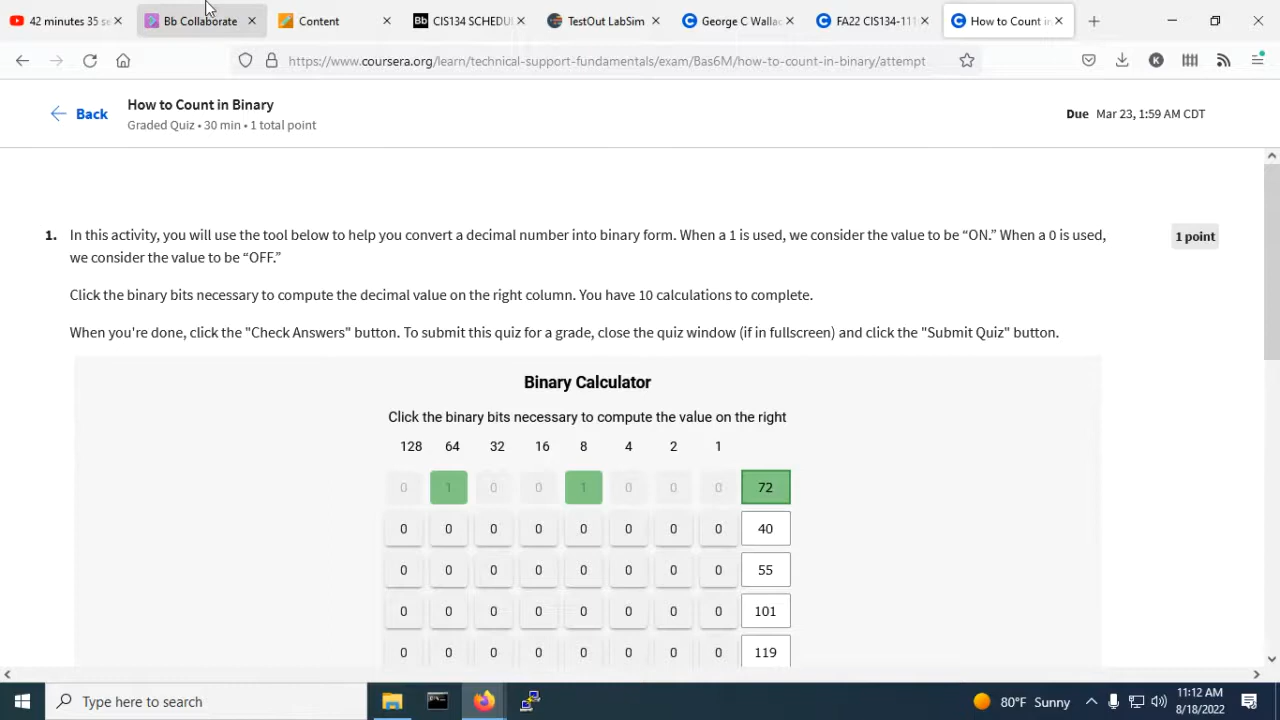 42 minutes 35 se
Bb Collaborate
Content
Bb CIS134 SCHEDU
TestOut LabSim
George C Wallac
FA22 CIS134-111
How to Count in
https://www.coursera.org/learn/technical-support-fundamentals/exam/Bas6M/how-to-count-in-binary/attempt
K
Back
How to Count in Binary
Graded Quiz • 30 min • 1 total point
Due Mar 23, 1:59 AM CDT
1. In this activity, you will use the tool below to help you convert a decimal number into binary form. When a 1 is used, we consider the value to be “ON.” When a 0 is used,
we consider the value to be “OFF.”
1 point
Click the binary bits necessary to compute the decimal value on the right column. You have 10 calculations to complete.
When you're done, click the "Check Answers" button. To submit this quiz for a grade, close the quiz window (if in fullscreen) and click the "Submit Quiz" button.
Binary Calculator
Click the binary bits necessary to compute the value on the right
128 64 32 16 8 4 2 1
0 1 0 0 1 0 0 0 72
0 0 0 0 0 0 0 0 40
0 0 0 0 0 0 0 0 55
0 0 0 0 0 0 0 0 101
0 0 0 0 0 0 0 0 119
Type here to search
80°F Sunny
11:12 AM
8/18/2022